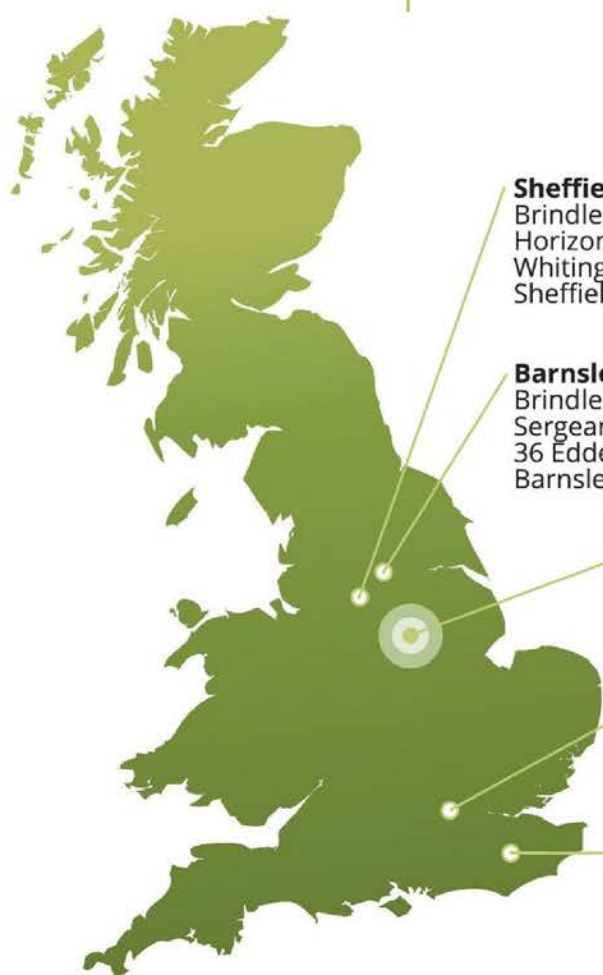 Sheffie
Brindle
Horizor
Whiting
Sheffiel
Barnsle
Brindle
Sergear
36 Edde
Barnsle